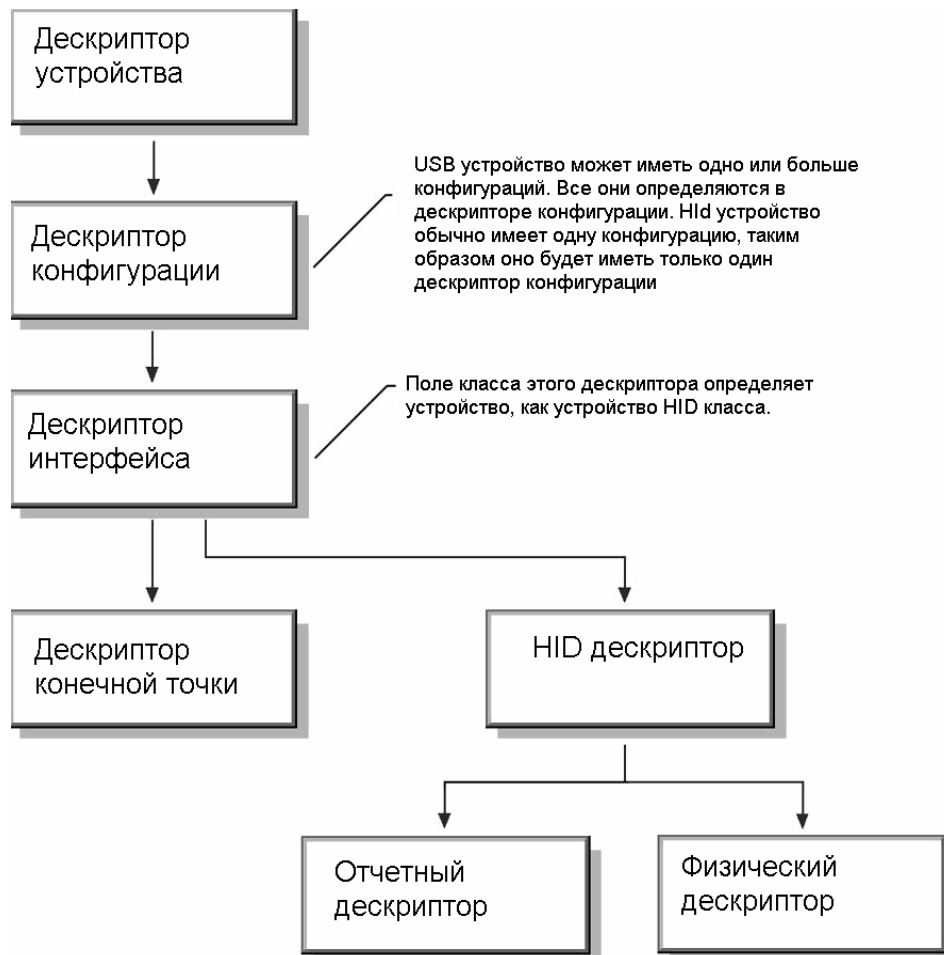 Дескриптор
устройства
USB устройство может иметь одно или больше
конфигураций. Все они определяются в
дескрипторе конфигурации. HId устройство
обычно имеет одну конфигурацию, таким
образом оно будет иметь только один
дескриптор конфигурации
Дескриптор
конфигурации
Поле класса этого дескриптора определяет
устройство, как устройство HID класса.
Дескриптор
интерфейса
Дескриптор
конечной точки
HID дескриптор
Отчетный
дескриптор
Физический
дескриптор